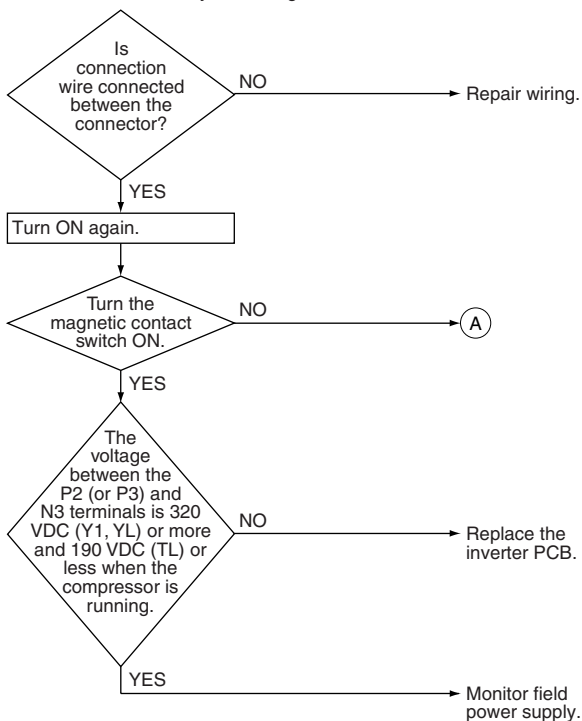 Is
connection
wire connected
between the
connector?
NO
Repair wiring.
YES
Turn ON again.
Turn the
magnetic contact
switch ON.
NO
A
YES
The
voltage
between the
P2 (or P3) and
N3 terminals is 320
VDC (Y1, YL) or more
and 190 VDC (TL) or
less when the
compressor is
running.
NO
Replace the
inverter PCB.
YES
Monitor field
power supply.